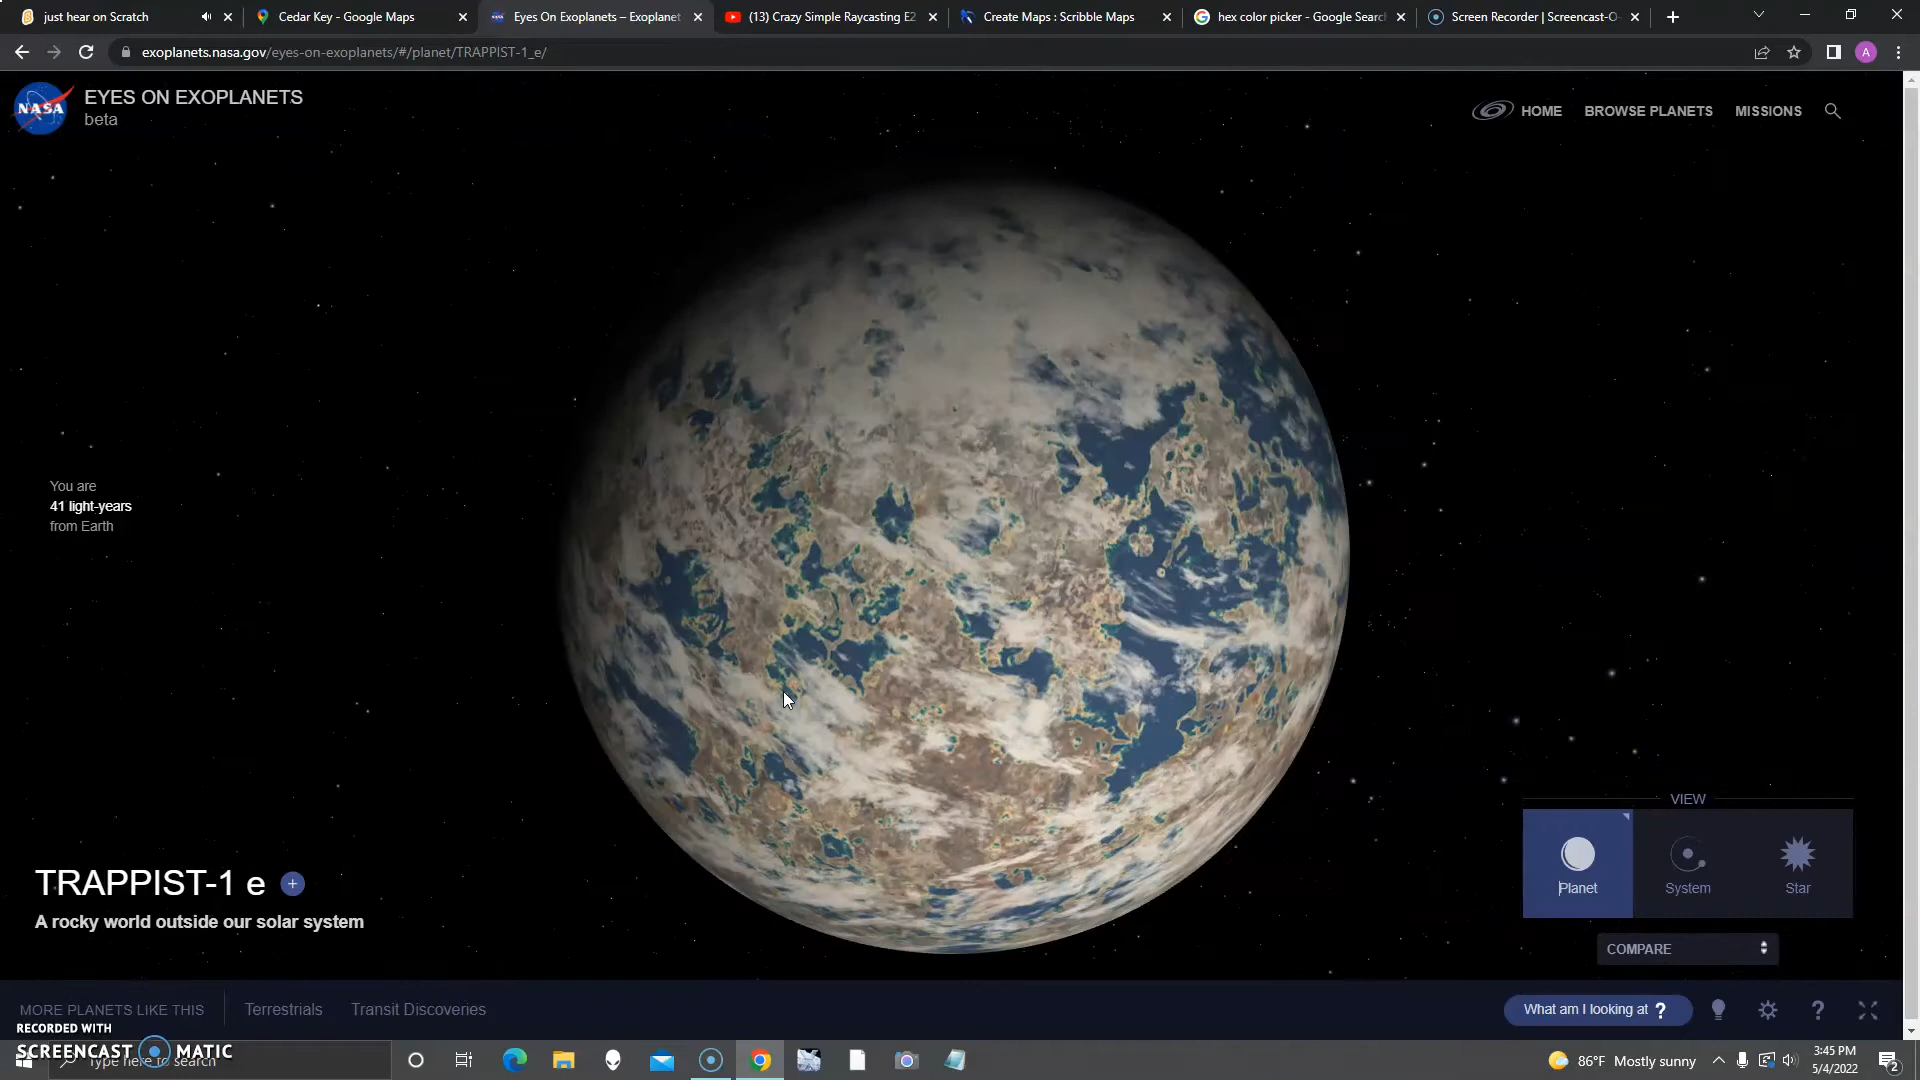 just hear on Scratch
Cedar Key - Google Maps
Eyes On Exoplanets – Exoplanet
(13) Crazy Simple Raycasting E2
Create Maps : Scribble Maps
hex color picker - Google Searc
Screen Recorder | Screencast-O-
exoplanets.nasa.gov/eyes-on-exoplanets/#/planet/TRAPPIST-1_e/
A
NASA
EYES ON EXOPLANETS
beta
HOME
BROWSE PLANETS
MISSIONS
You are
41 light-years
from Earth
VIEW
Planet
System
Star
TRAPPIST-1 e +
A rocky world outside our solar system
COMPARE
MORE PLANETS LIKE THIS
Terrestrials
Transit Discoveries
What am I looking at ?
?
RECORDED WITH
SCREENCAST MATIC
Type here to search
86°F Mostly sunny
3:45 PM
5/4/2022
2